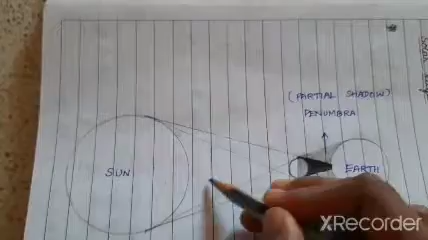 (PARTIAL SHADOW)
PENUMBRA
SUN
EARTH
XRecorder